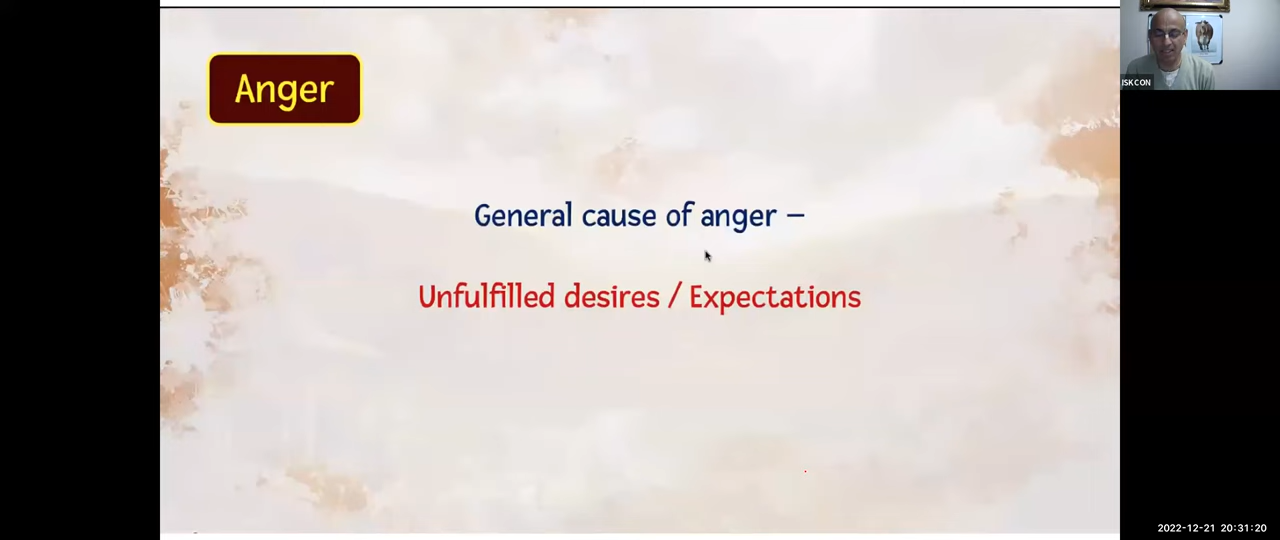 Anger
General cause of anger –
Unfulfilled desires / Expectations
ISKCON
2022-12-21 20:31:20